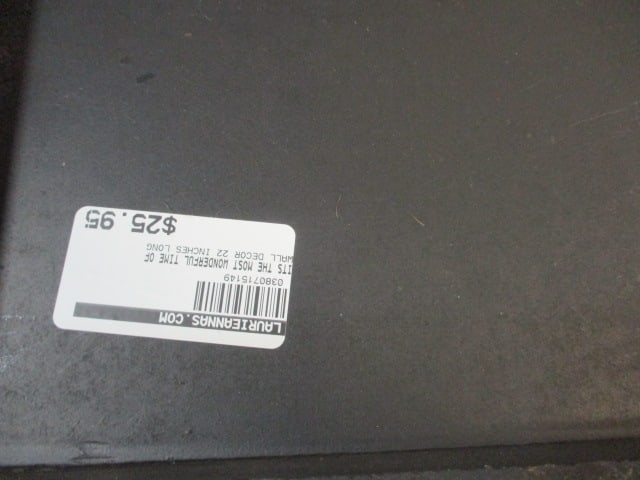 LAURIEANNAS.COM
0380715149
ITS THE MOST WONDERFUL TIME OF
WALL DECOR 22 INCHES LONG
$25.95